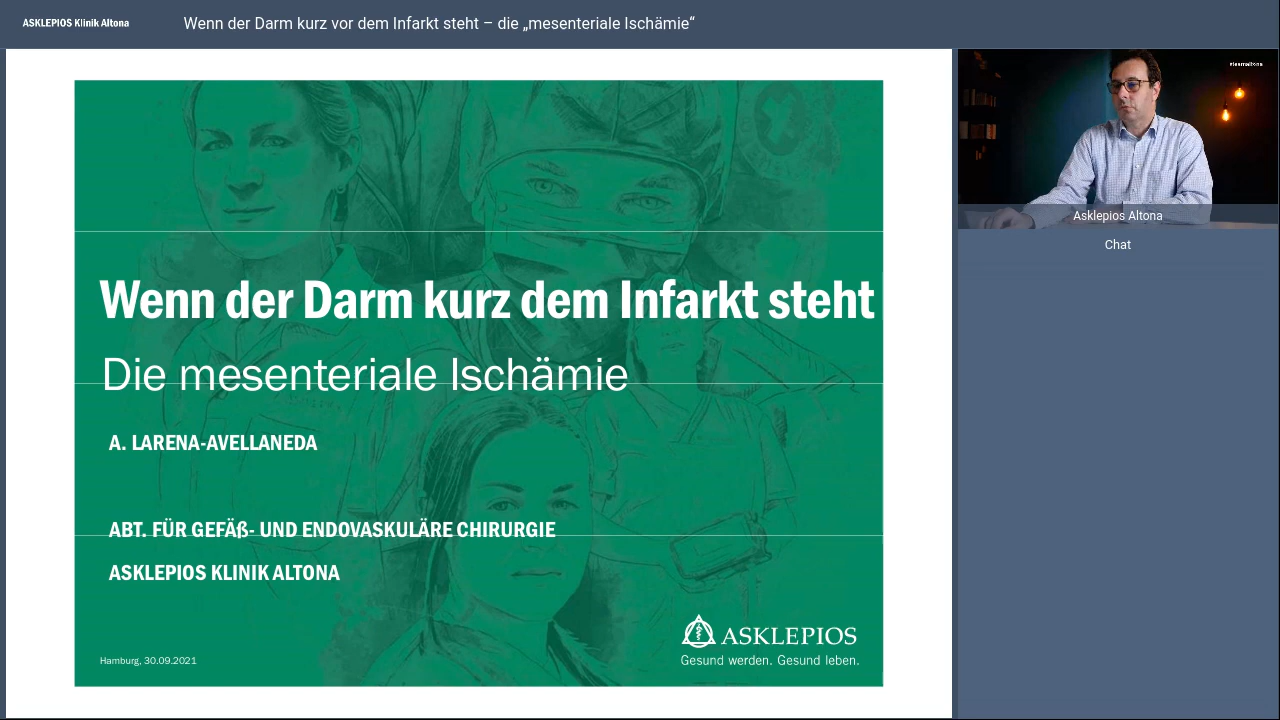 ASKLEPIOS Klinik Altona
Wenn der Darm kurz vor dem Infarkt steht – die „mesenteriale Ischämie“
#teamaltona
Asklepios Altona
Chat
Wenn der Darm kurz dem Infarkt steht
Die mesenteriale Ischämie
A. LARENA-AVELLANEDA
ABT. FÜR GEFÄß- UND ENDOVASKULÄRE CHIRURGIE
ASKLEPIOS KLINIK ALTONA
ASKLEPIOS
Gesund werden. Gesund leben.
Hamburg, 30.09.2021